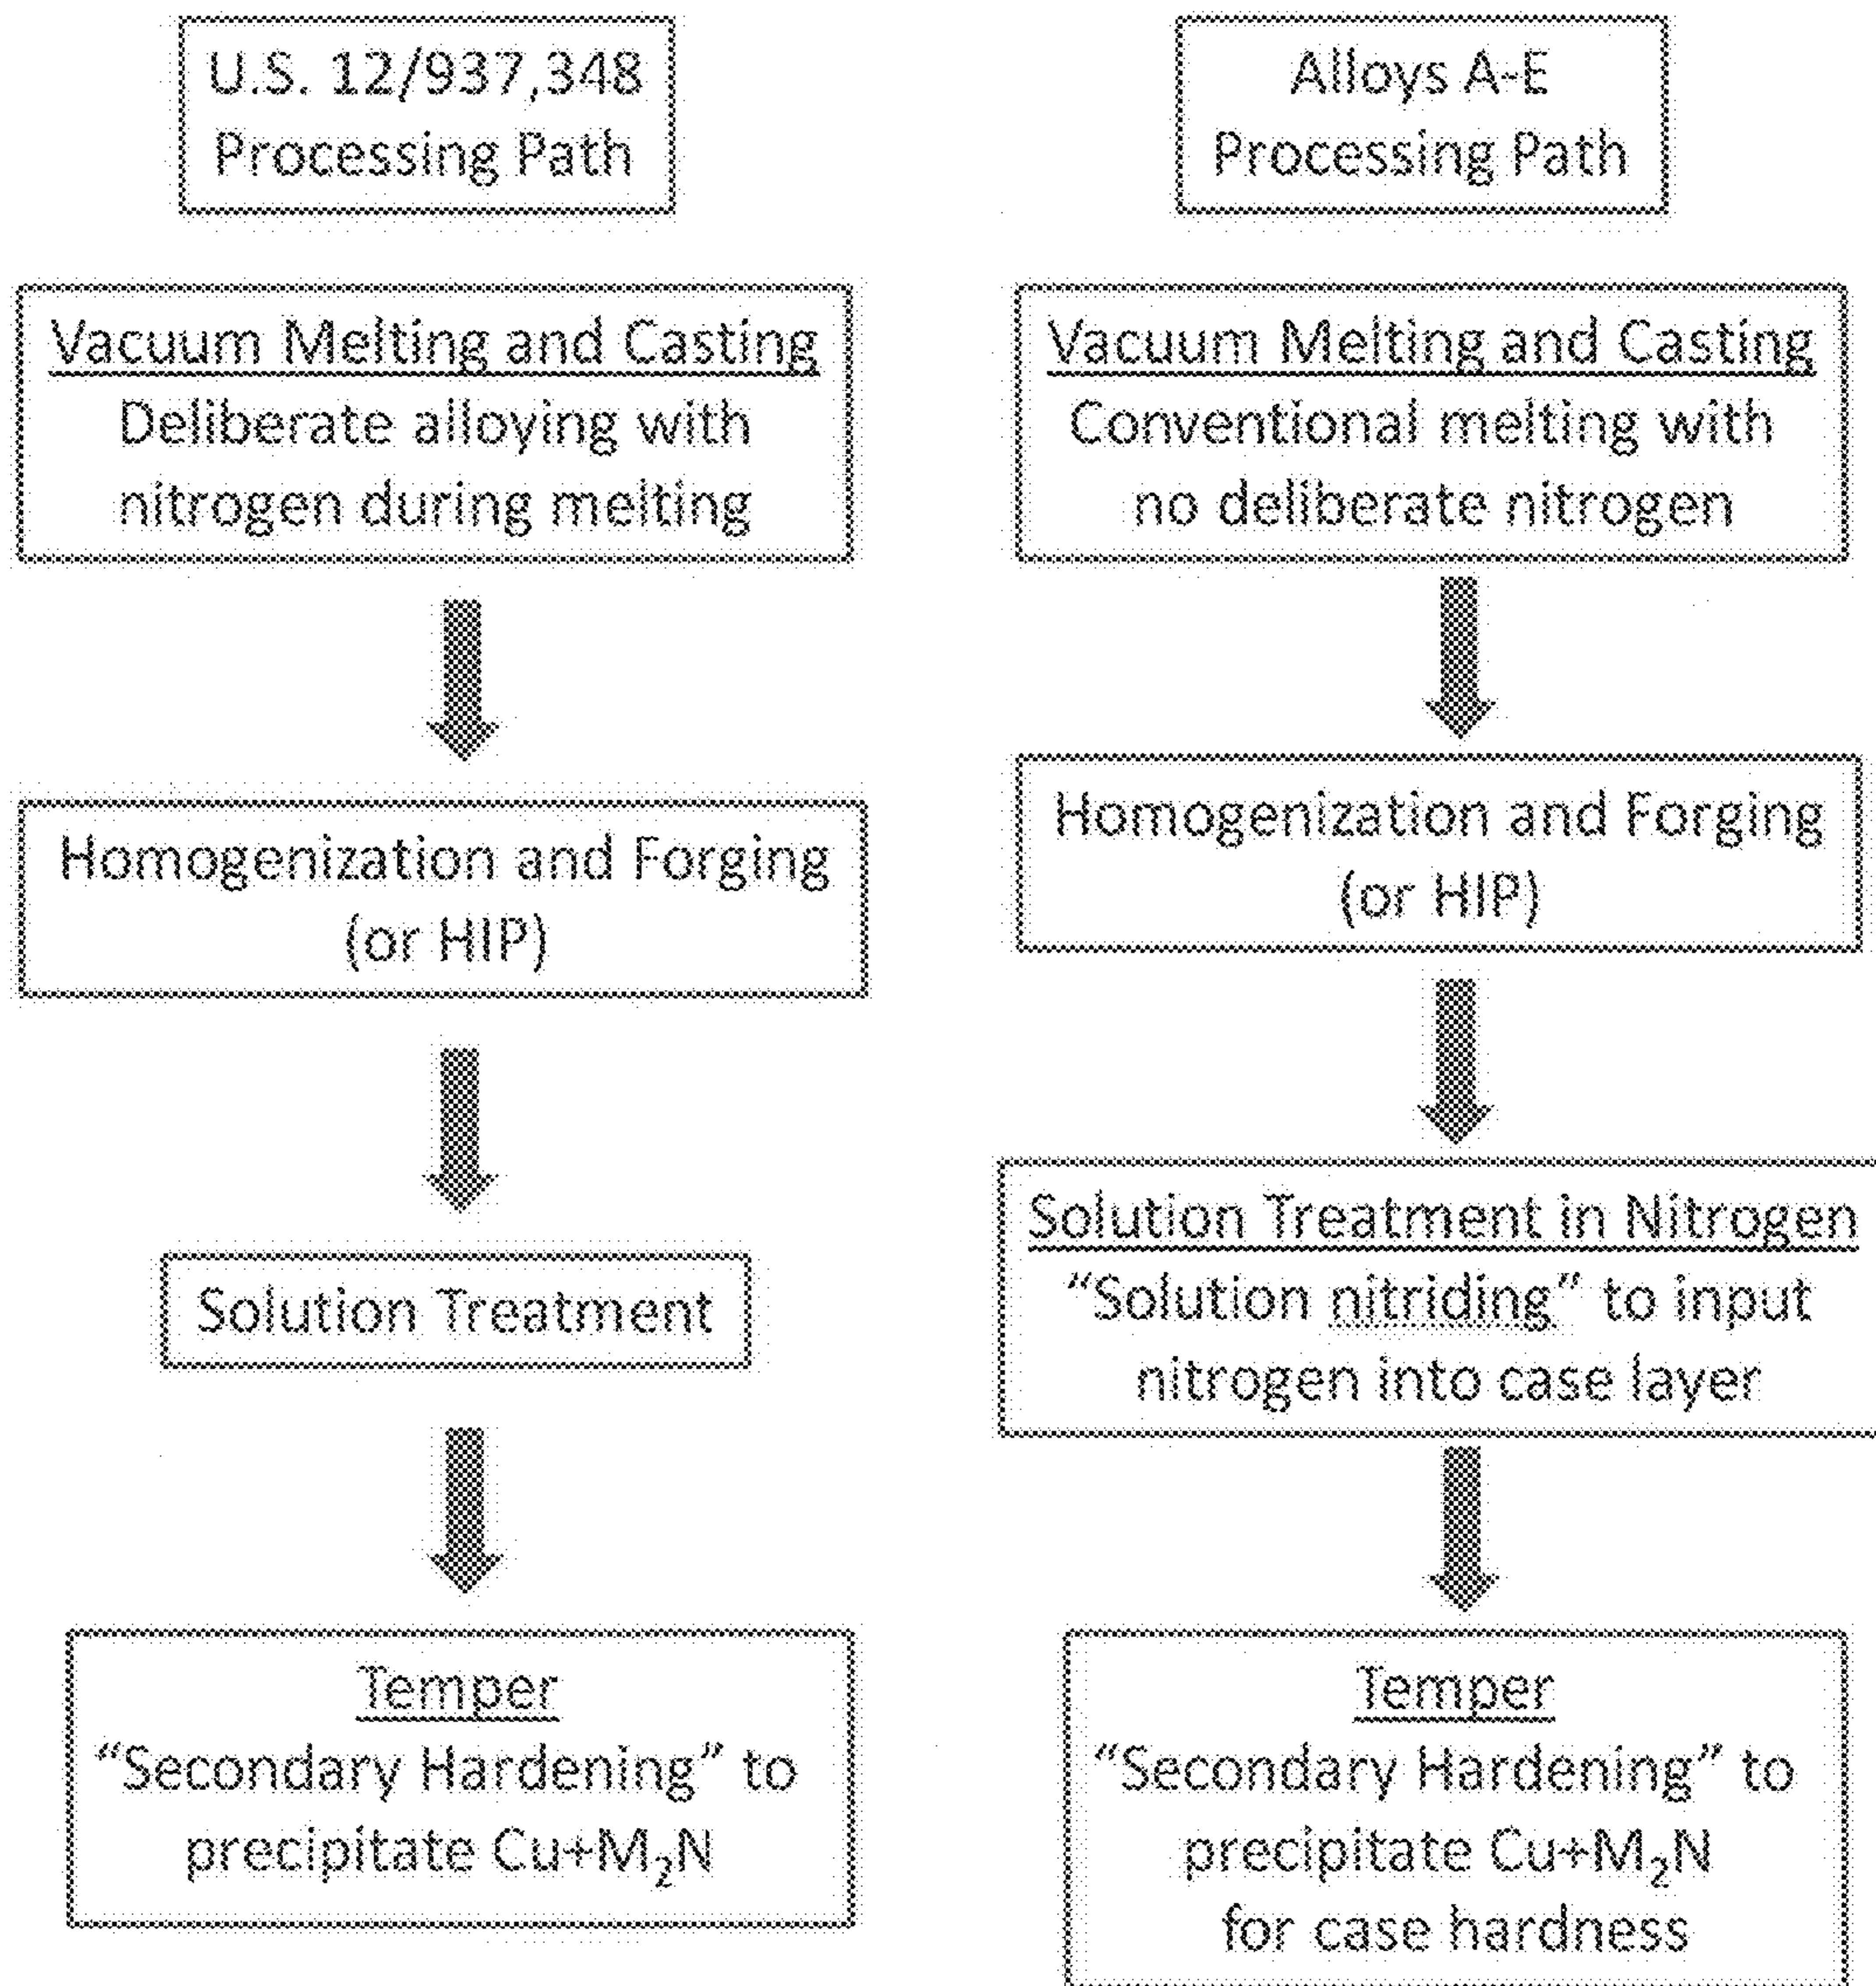 U.S. 12/937,348
Processing Path
Vacuum Melting and Casting
Deliberate alloying with
nitrogen during melting
Homogenization and Forging
(or HIP)
Solution Treatment
Temper
“Secondary Hardening” to
precipitate Cu+M₂N
Alloys A-E
Processing Path
Vacuum Melting and Casting
Conventional melting with
no deliberate nitrogen
Homogenization and Forging
(or HIP)
Solution Treatment in Nitrogen
“Solution nitriding” to input
nitrogen into case layer
Temper
“Secondary Hardening” to
precipitate Cu+M₂N
for case hardness